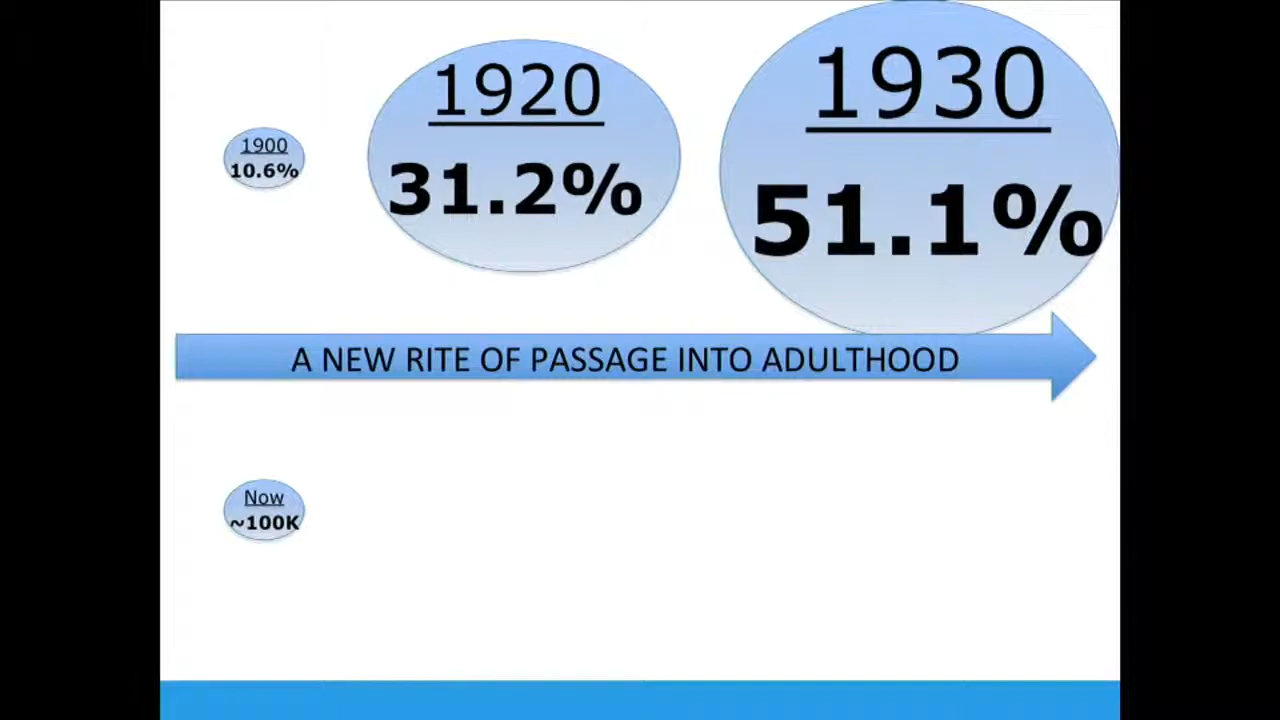 1900
10.6%
1920
31.2%
1930
51.1%
A NEW RITE OF PASSAGE INTO ADULTHOOD
Now
~100K